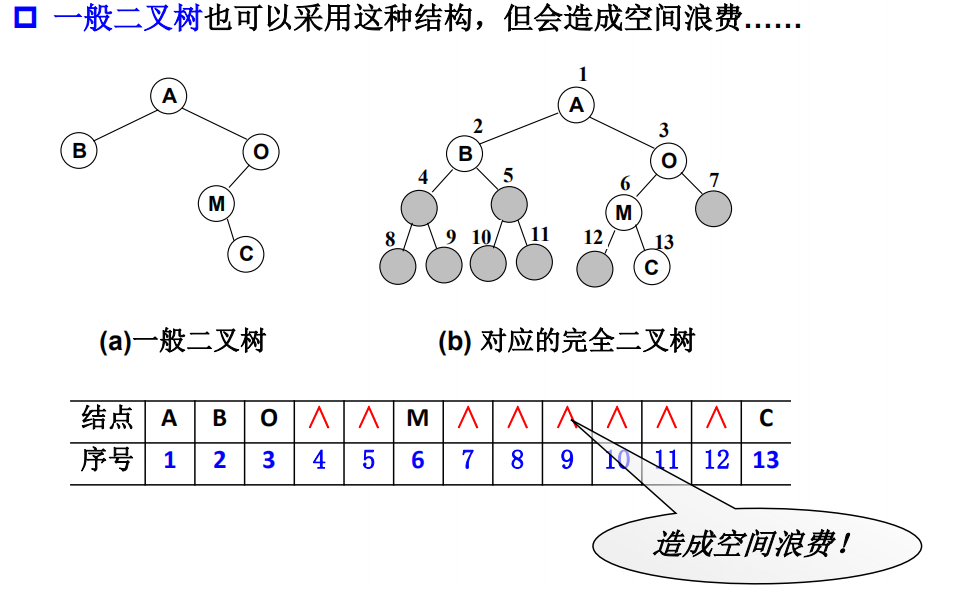 一般二叉树也可以采用这种结构，但会造成空间浪费……
A
B
O
M
C
1
A
2
3
B
O
4
5
6
7
M
8
9
10
11
12
13
C
(a)一般二叉树
(b) 对应的完全二叉树
结点 A B O ∧ ∧ M ∧ ∧ ∧ ∧ ∧ ∧ C
序号 1 2 3 4 5 6 7 8 9 10 11 12 13
造成空间浪费！